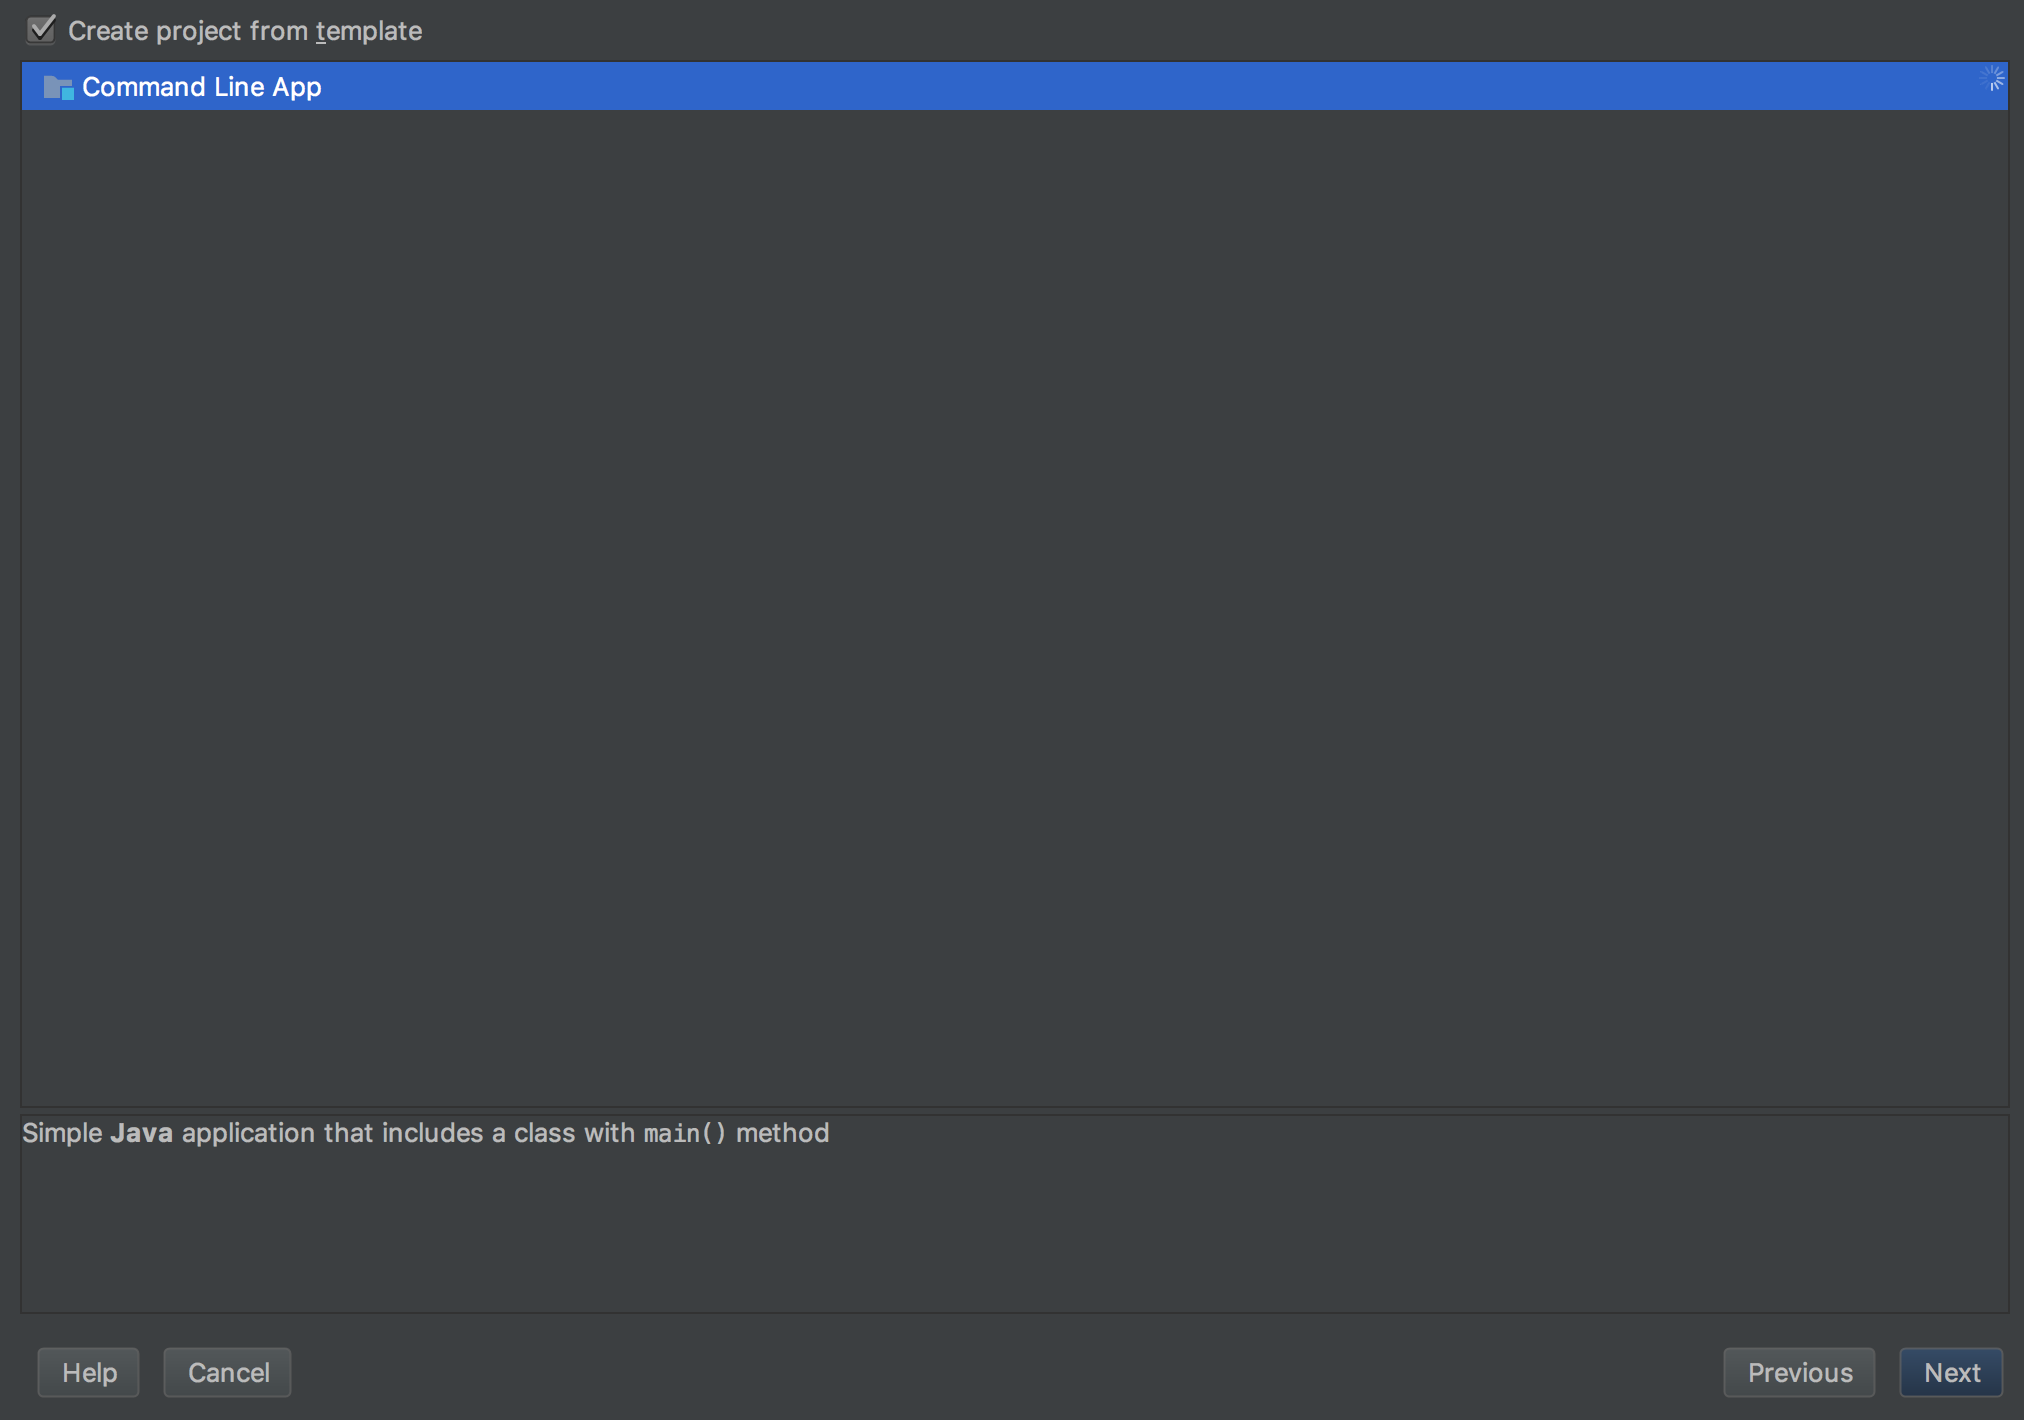 Create project from template
Command Line App
Simple Java application that includes a class with main() method
Help Cancel Previous Next